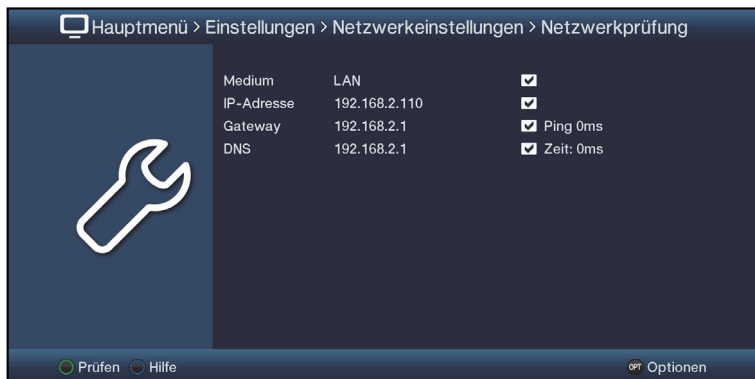 Hauptmenü > Einstellungen > Netzwerkeinstellungen > Netzwerkprüfung
Medium LAN
IP-Adresse 192.168.2.110
Gateway 192.168.2.1 Ping 0ms
DNS 192.168.2.1 Zeit: 0ms
Prüfen Hilfe OPT Optionen